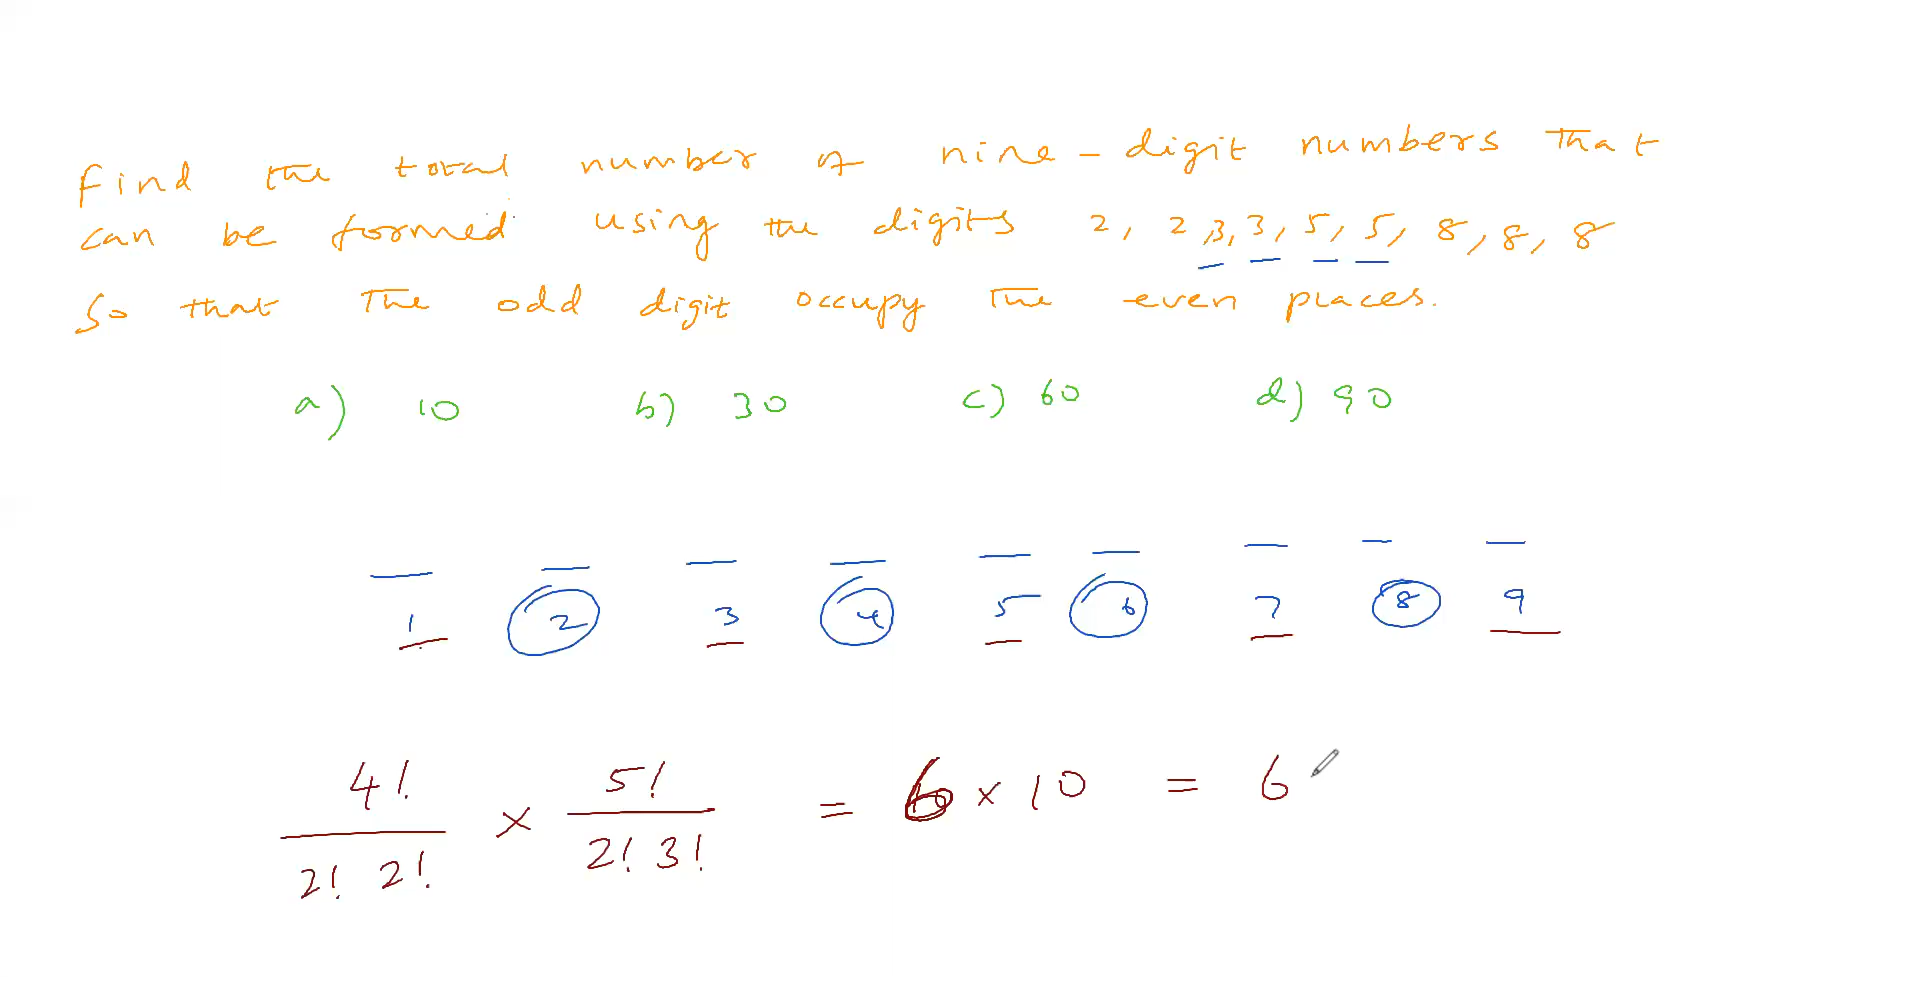 Find the total number of nine-digit numbers that
can be formed using the digits 2, 2 3, 3, 5, 5, 8, 8, 8
So that The odd digit occupy The even places.
a) 10 b) 30 c) 60 d) 90
1 2 3 4 5 6 7 8 9
4! / 2! 2! × 5! / 2! 3! = 6 × 10 = 6